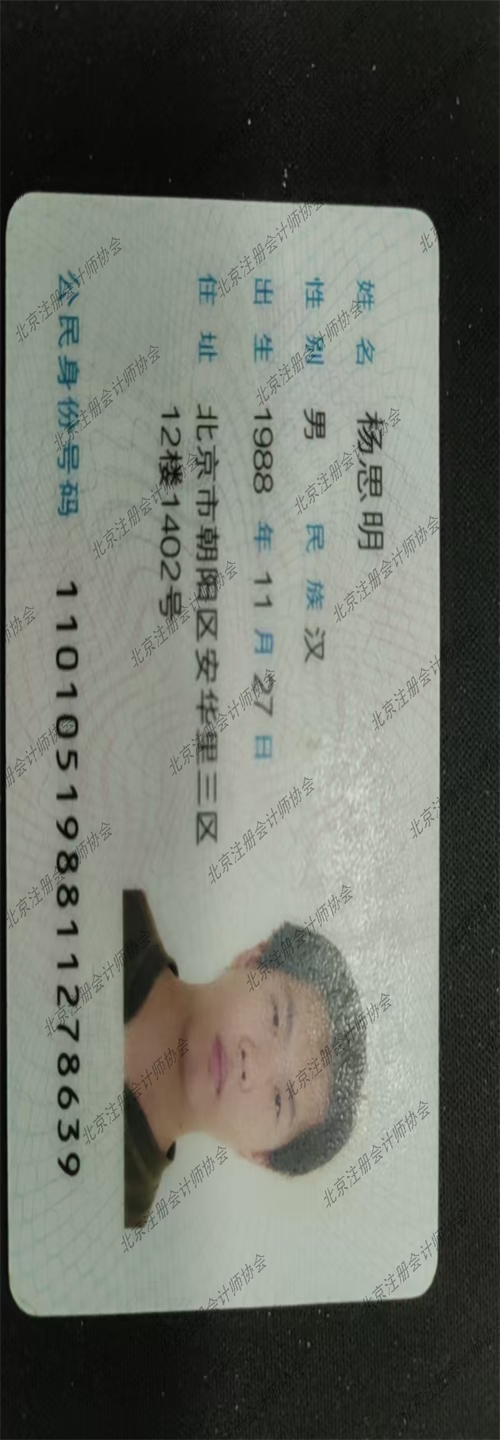 姓名 杨思明
性别 男 民族 汉
出生 1988 年 11 月 27 日
住址 北京市朝阳区安华里三区
12楼1402号
公民身份号码 110105198811278639
北京注册会计师协会